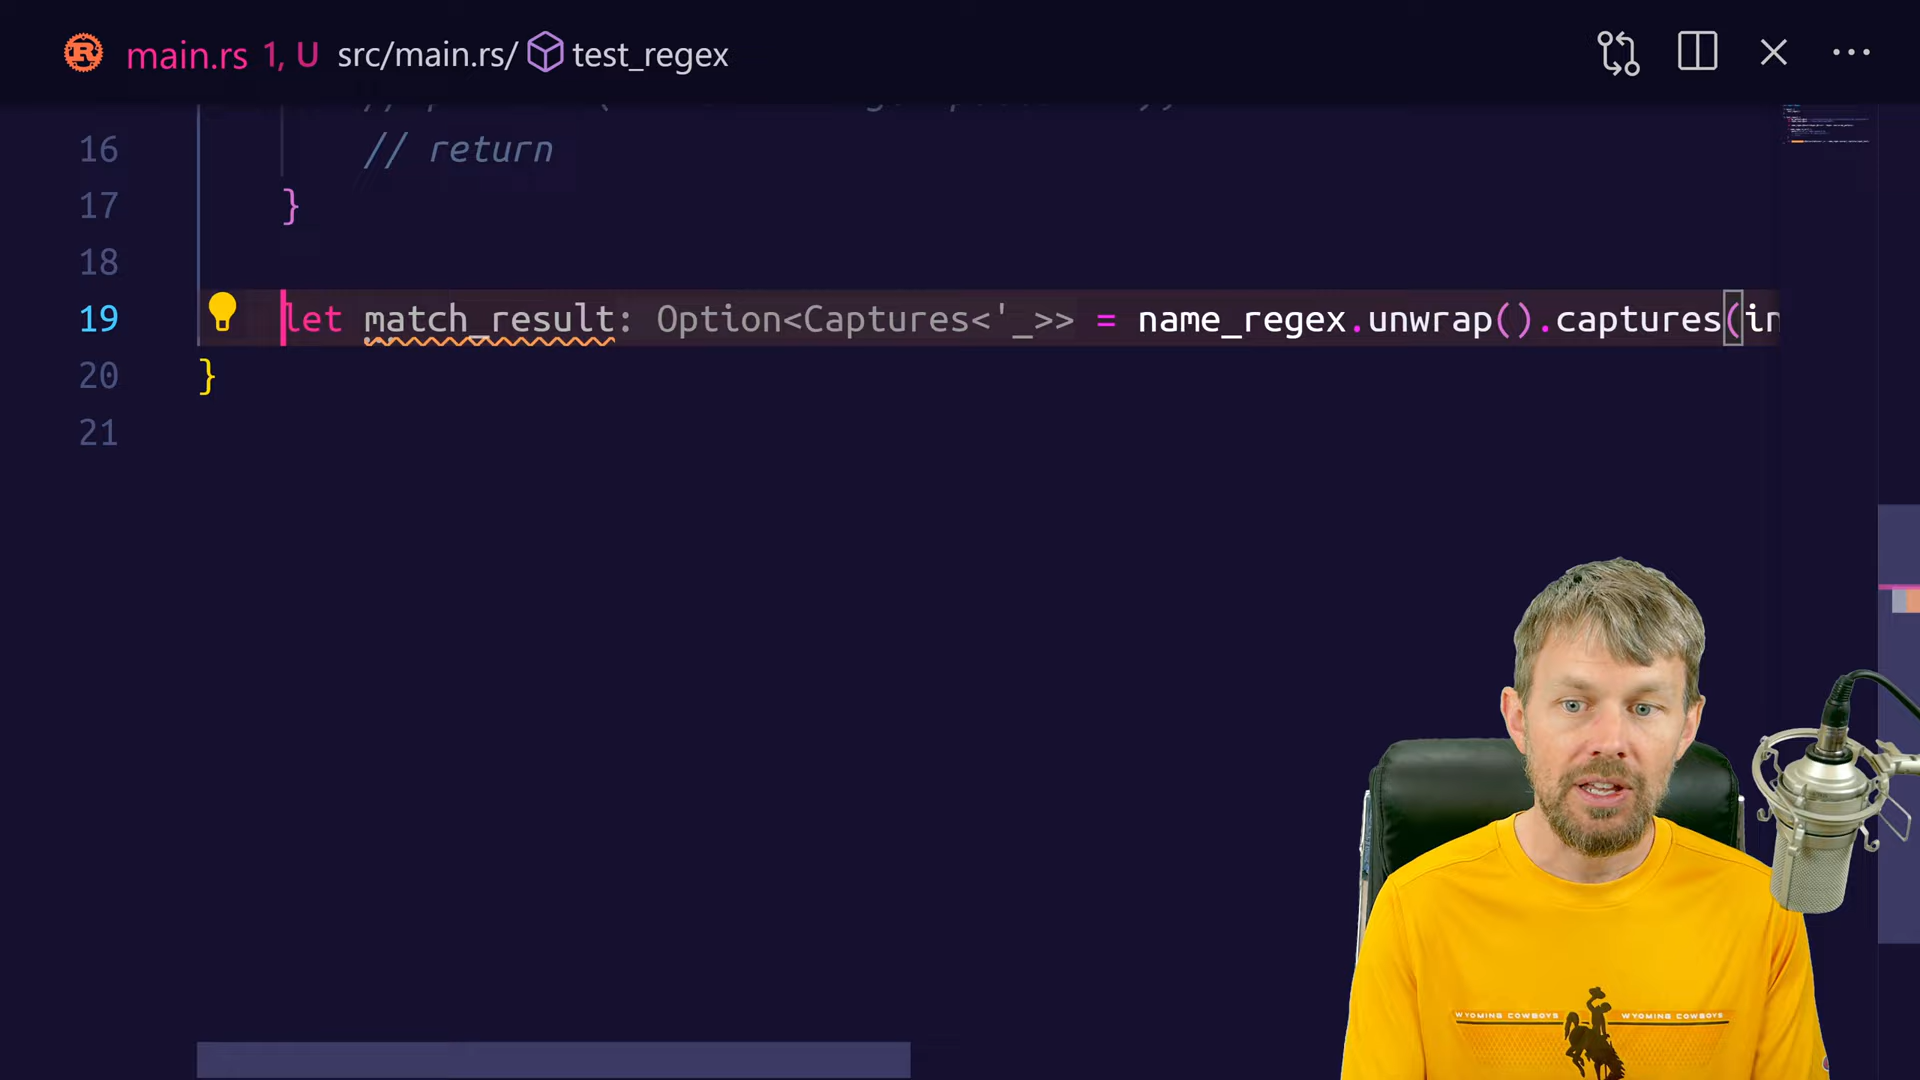 main.rs 1, U src/main.rs/ test_regex
16 // return
17 }
18
19 let match_result: Option<Captures<'_>> = name_regex.unwrap().captures(in
20 }
21
WYOMING COWBOYS WYOMING COWBOYS